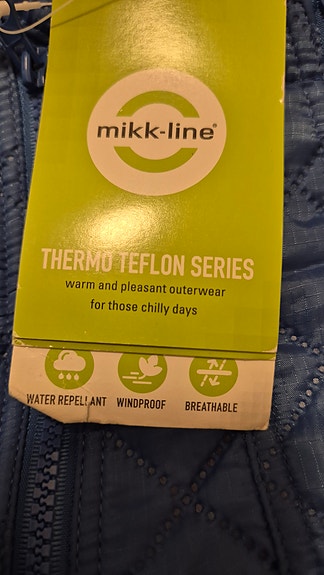 mikk-line®
THERMO TEFLON SERIES
warm and pleasant outerwear
for those chilly days
WATER REPELLANT WINDPROOF BREATHABLE